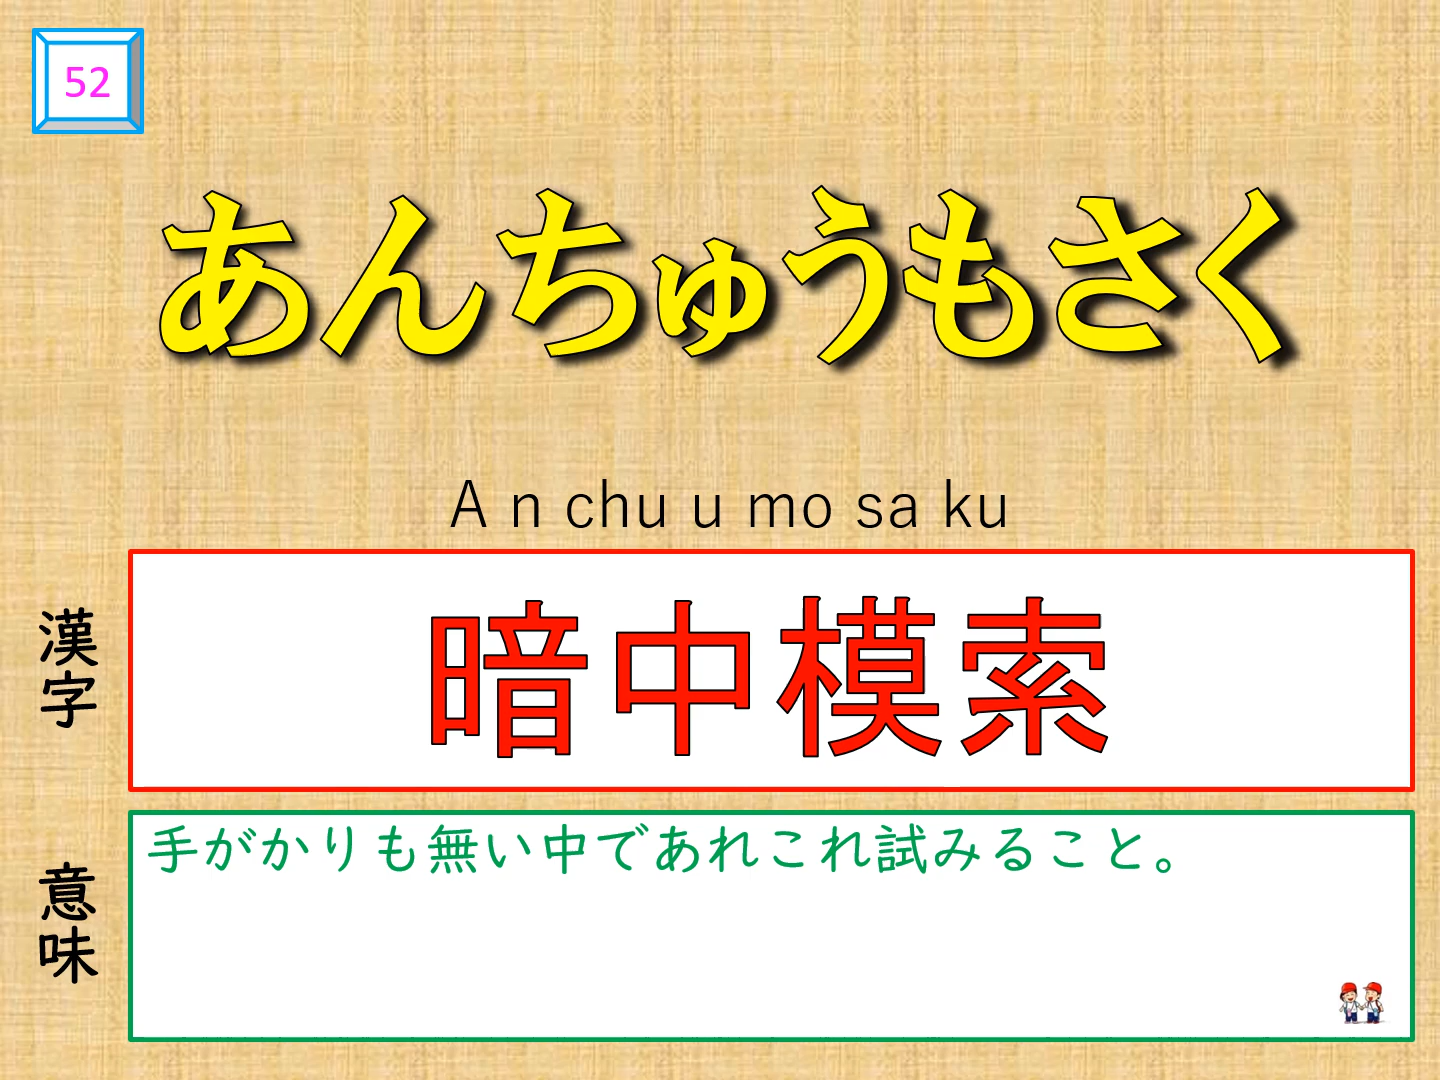 52
あんちゅうもさく
A n chu u mo sa ku
漢字
暗中模索
意味
手がかりも無い中であれこれ試みること。